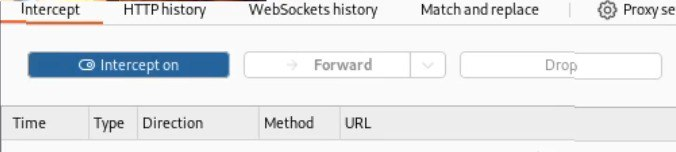 Intercept HTTP history WebSockets history Match and replace Proxy se
Intercept on Forward Drop
Time Type Direction Method URL